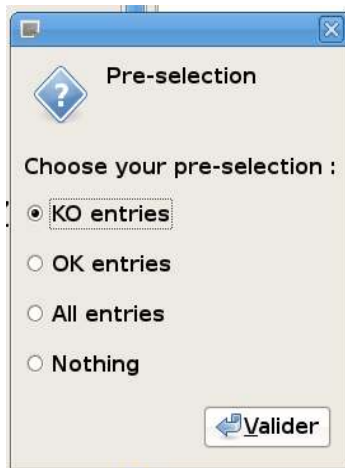 Pre-selection
Choose your pre-selection :
KO entries
OK entries
All entries
Nothing
Valider